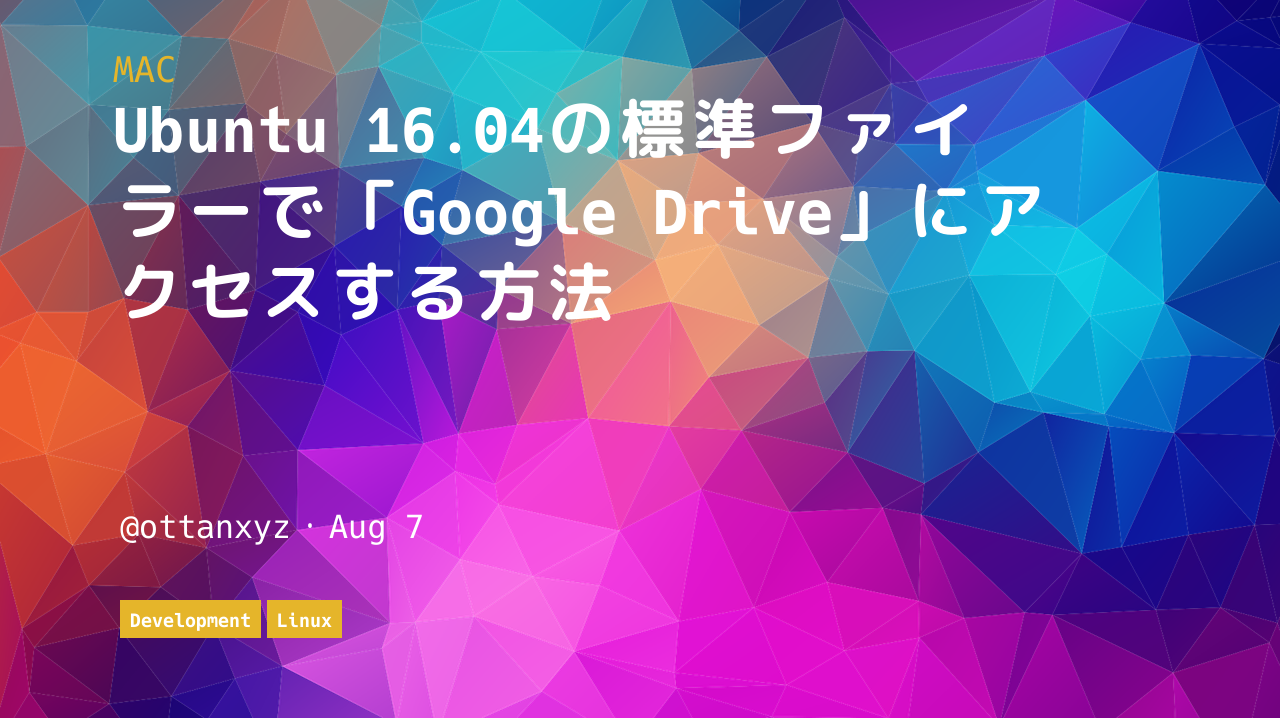 MAC
Ubuntu 16.04の標準ファイ
ラーで「Google Drive」にア
クセスする方法
@ottanxyz · Aug 7
Development Linux